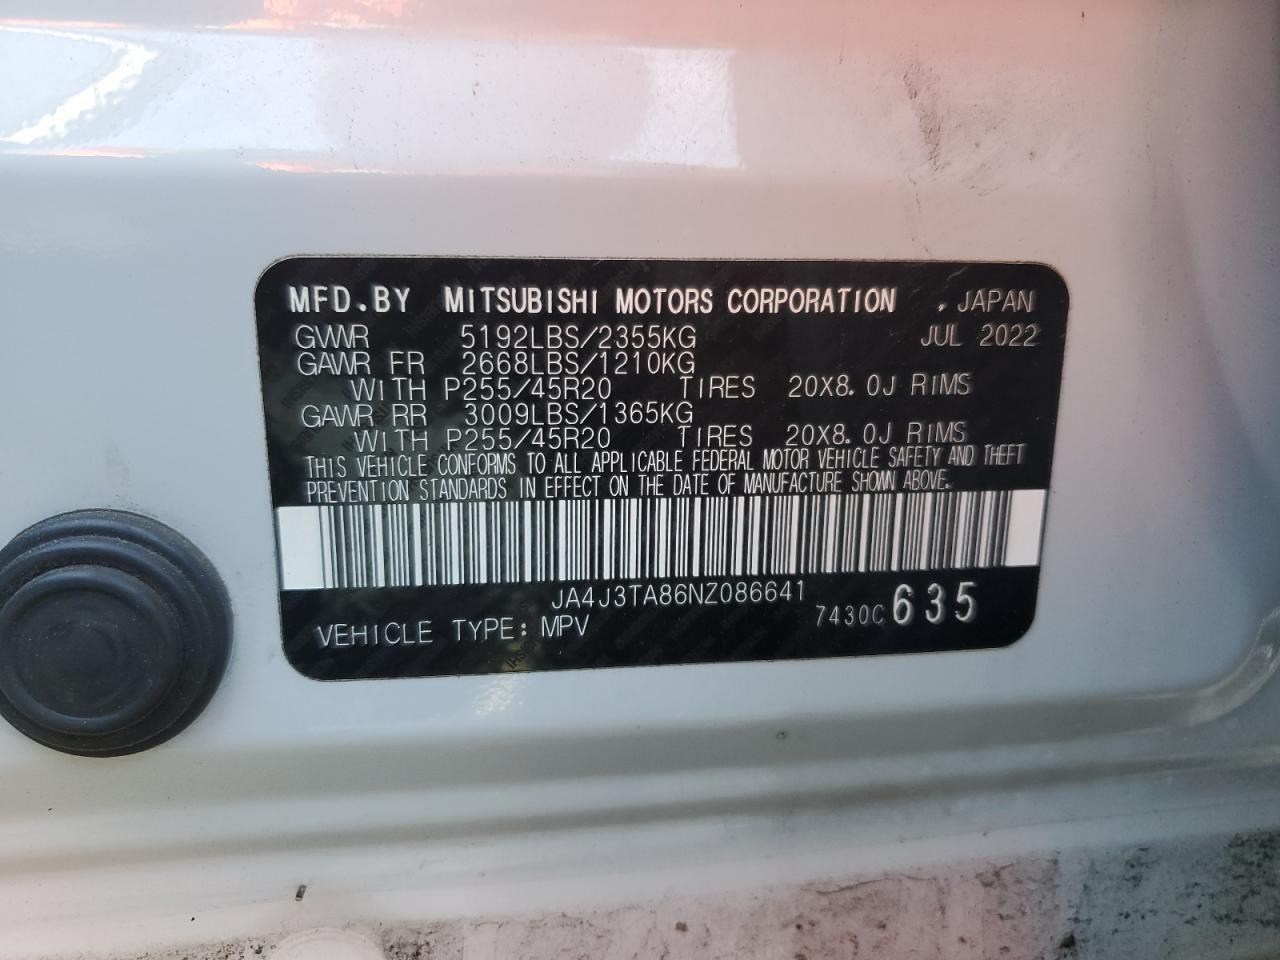 MFD.BY MITSUBISHI MOTORS CORPORATION , JAPAN
GVWR 5192LBS/2355KG JUL 2022
GAWR FR 2668LBS/1210KG
WITH P255/45R20 TIRES 20X8.0J RIMS
GAWR RR 3009LBS/1365KG
WITH P255/45R20 TIRES 20X8.0J RIMS
THIS VEHICLE CONFORMS TO ALL APPLICABLE FEDERAL MOTOR VEHICLE SAFETY AND THEFT
PREVENTION STANDARDS IN EFFECT ON THE DATE OF MANUFACTURE SHOWN ABOVE.
JA4J3TA86NZ086641
VEHICLE TYPE: MPV 7430C 635